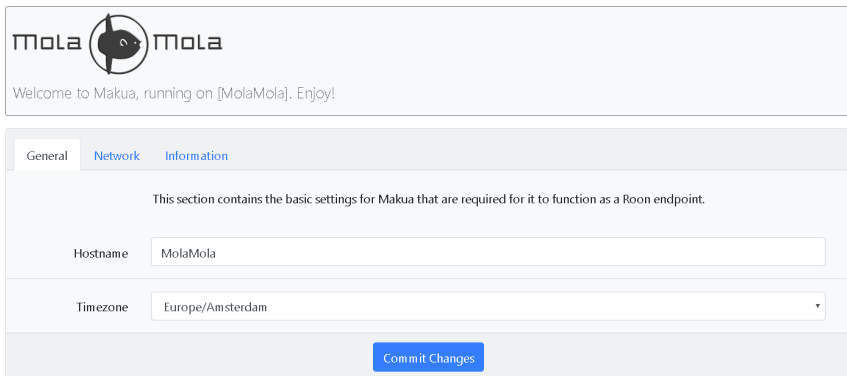 Mola Mola
Welcome to Makua, running on [MolaMola]. Enjoy!
General Network Information
This section contains the basic settings for Makua that are required for it to function as a Roon endpoint.
Hostname MolaMola
Timezone Europe/Amsterdam
Commit Changes